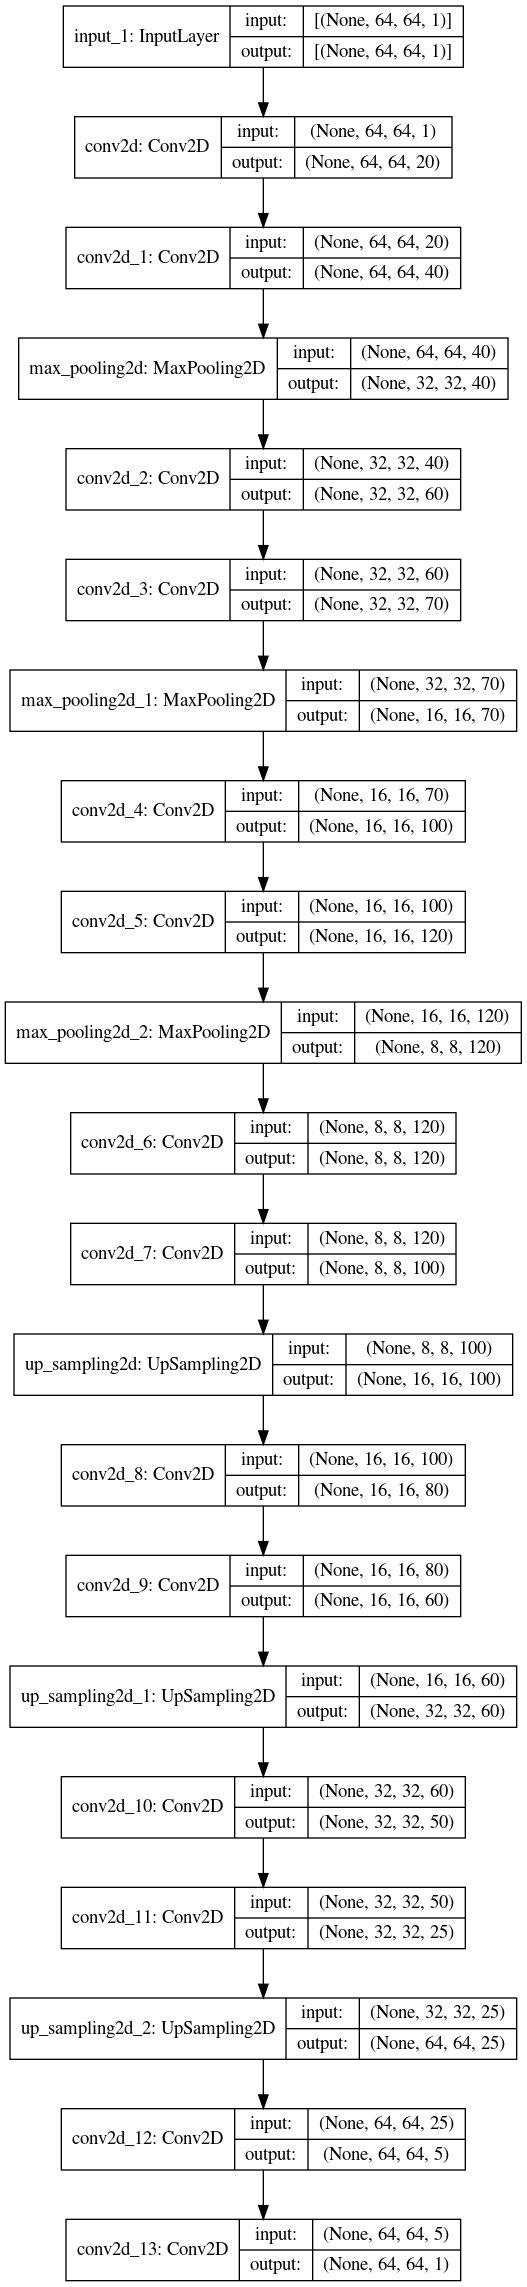 input_1: InputLayer
input:
[(None, 64, 64, 1)]
output:
[(None, 64, 64, 1)]
conv2d: Conv2D
input:
(None, 64, 64, 1)
output:
(None, 64, 64, 20)
conv2d_1: Conv2D
input:
(None, 64, 64, 20)
output:
(None, 64, 64, 40)
max_pooling2d: MaxPooling2D
input:
(None, 64, 64, 40)
output:
(None, 32, 32, 40)
conv2d_2: Conv2D
input:
(None, 32, 32, 40)
output:
(None, 32, 32, 60)
conv2d_3: Conv2D
input:
(None, 32, 32, 60)
output:
(None, 32, 32, 70)
max_pooling2d_1: MaxPooling2D
input:
(None, 32, 32, 70)
output:
(None, 16, 16, 70)
conv2d_4: Conv2D
input:
(None, 16, 16, 70)
output:
(None, 16, 16, 100)
conv2d_5: Conv2D
input:
(None, 16, 16, 100)
output:
(None, 16, 16, 120)
max_pooling2d_2: MaxPooling2D
input:
(None, 16, 16, 120)
output:
(None, 8, 8, 120)
conv2d_6: Conv2D
input:
(None, 8, 8, 120)
output:
(None, 8, 8, 120)
conv2d_7: Conv2D
input:
(None, 8, 8, 120)
output:
(None, 8, 8, 100)
up_sampling2d: UpSampling2D
input:
(None, 8, 8, 100)
output:
(None, 16, 16, 100)
conv2d_8: Conv2D
input:
(None, 16, 16, 100)
output:
(None, 16, 16, 80)
conv2d_9: Conv2D
input:
(None, 16, 16, 80)
output:
(None, 16, 16, 60)
up_sampling2d_1: UpSampling2D
input:
(None, 16, 16, 60)
output:
(None, 32, 32, 60)
conv2d_10: Conv2D
input:
(None, 32, 32, 60)
output:
(None, 32, 32, 50)
conv2d_11: Conv2D
input:
(None, 32, 32, 50)
output:
(None, 32, 32, 25)
up_sampling2d_2: UpSampling2D
input:
(None, 32, 32, 25)
output:
(None, 64, 64, 25)
conv2d_12: Conv2D
input:
(None, 64, 64, 25)
output:
(None, 64, 64, 5)
conv2d_13: Conv2D
input:
(None, 64, 64, 5)
output:
(None, 64, 64, 1)